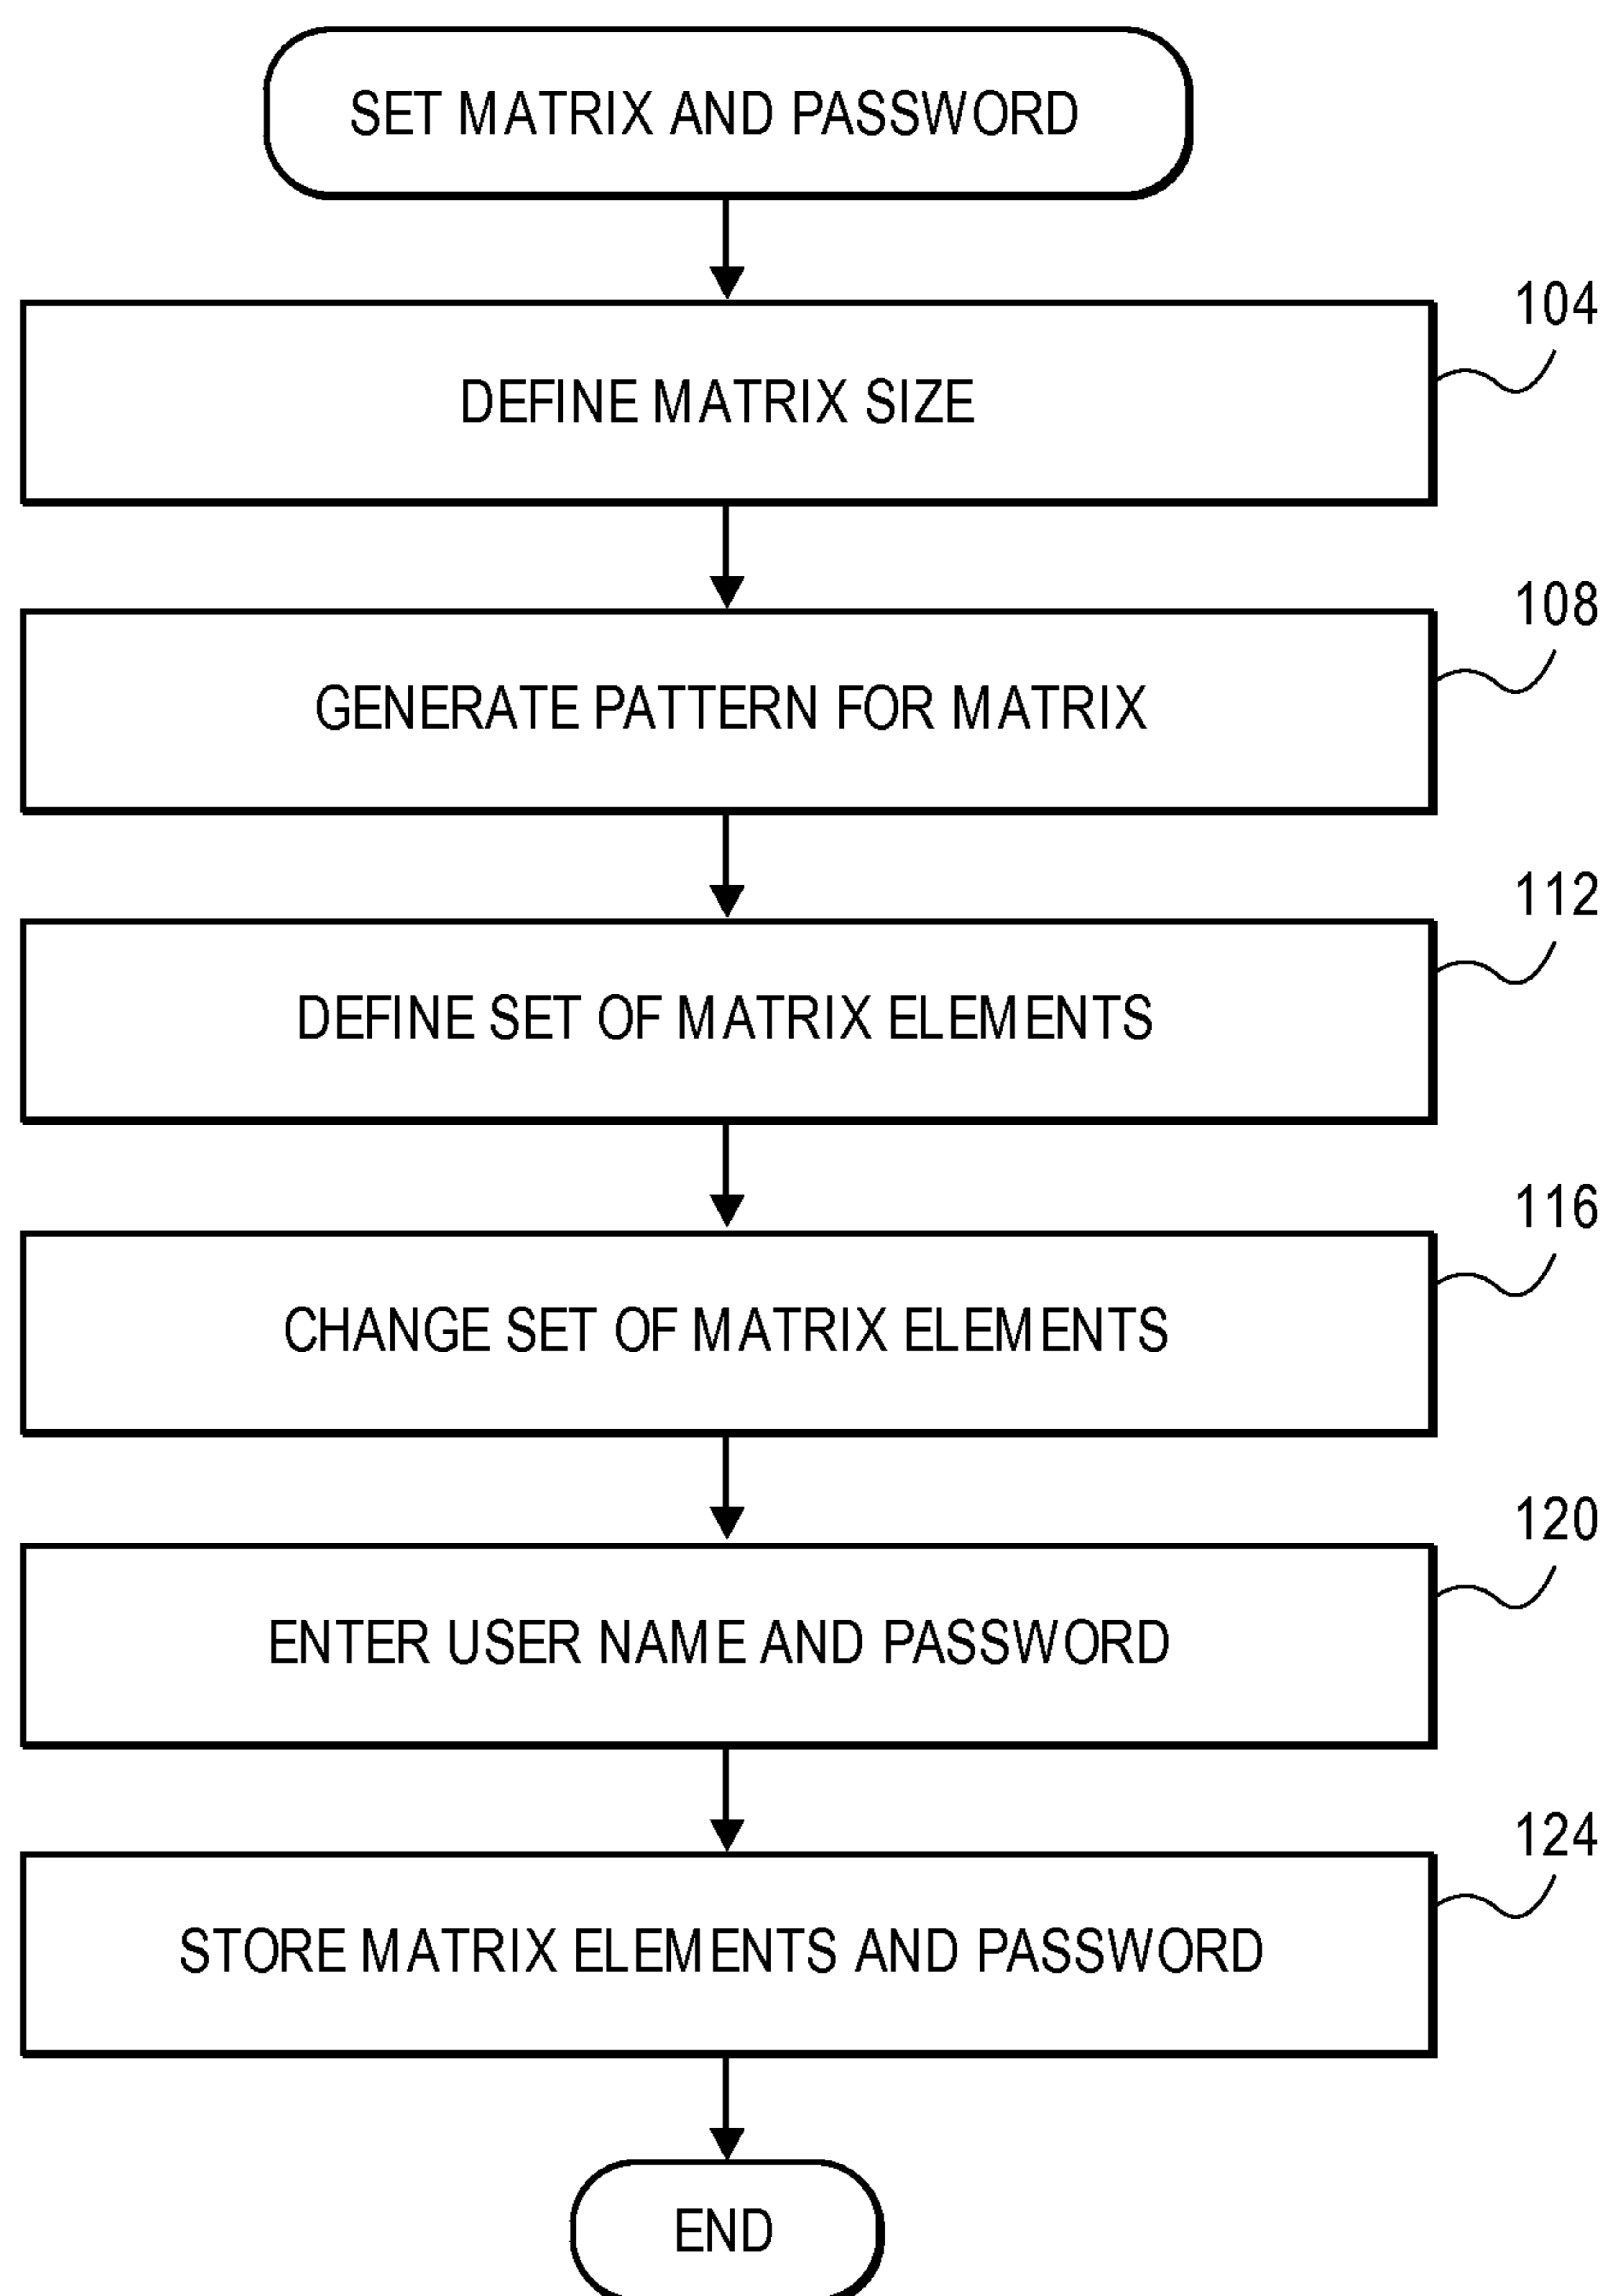 SET MATRIX AND PASSWORD
104
DEFINE MATRIX SIZE
108
GENERATE PATTERN FOR MATRIX
112
DEFINE SET OF MATRIX ELEMENTS
116
CHANGE SET OF MATRIX ELEMENTS
120
ENTER USER NAME AND PASSWORD
124
STORE MATRIX ELEMENTS AND PASSWORD
END